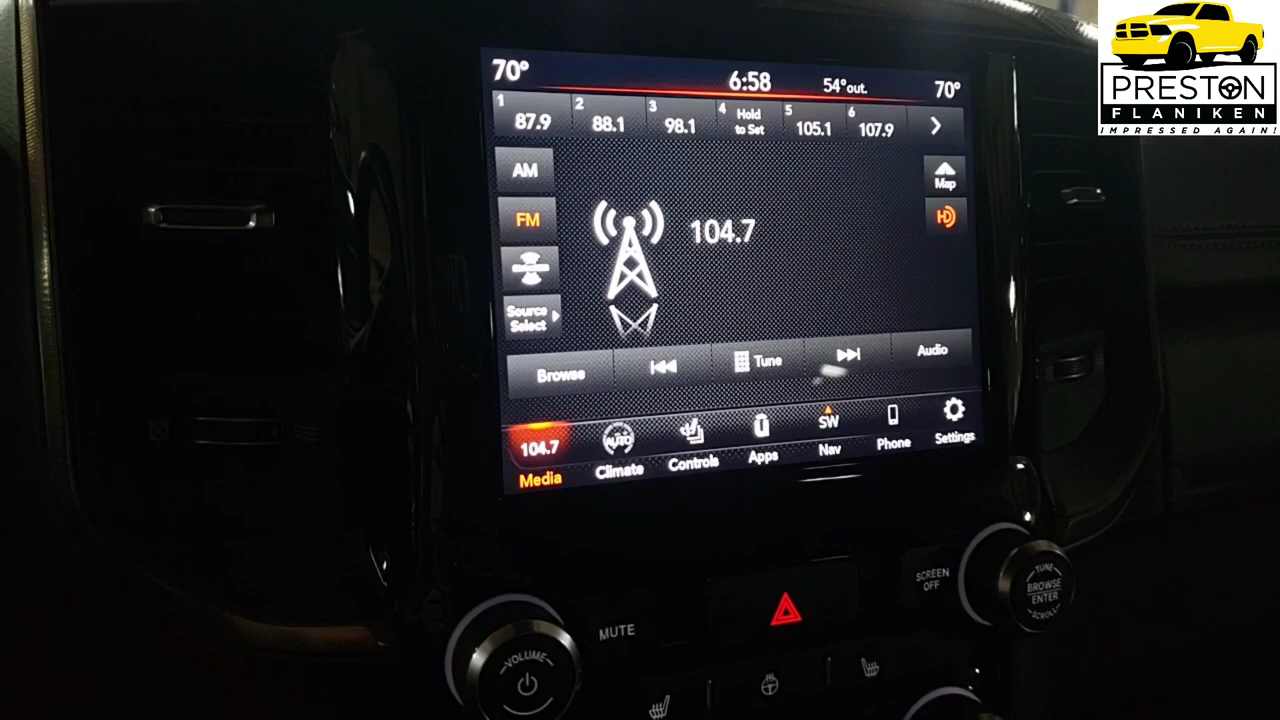 PRESTON
FLANIKEN
IMPRESSED AGAIN!
70° 6:58 54°out. 70°
1 87.9 2 88.1 3 98.1 4 Hold to Set 5 105.1 6 107.9
AM
Map
FM
HD
104.7
Source
Select
Browse Tune Audio
104.7 AUTO SW
Media Climate Controls Apps Nav Phone Settings
SCREEN
OFF
TUNE
BROWSE
ENTER
SCROLL
MUTE
VOLUME